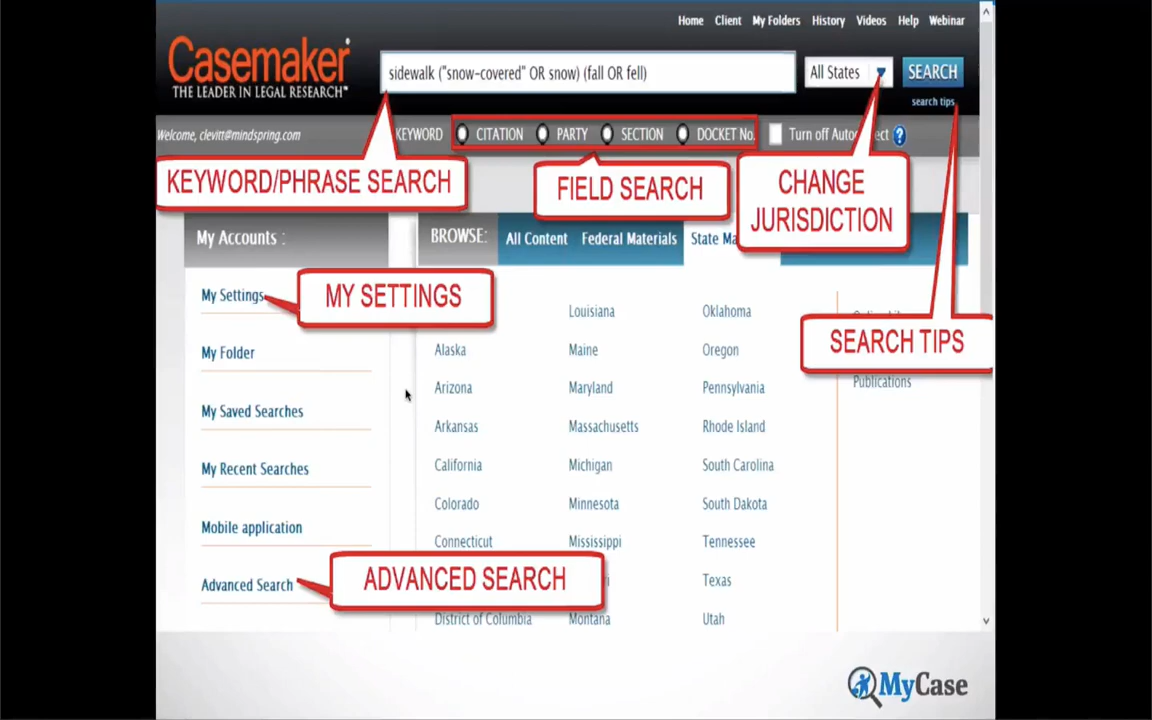 Home Client My Folders History Videos Help Webinar
Casemaker
THE LEADER IN LEGAL RESEARCH™
sidewalk ("snow-covered" OR snow) (fall OR fell)
All States
SEARCH
search tips
Welcome, clevitt@mindspring.com
KEYWORD CITATION PARTY SECTION DOCKET No.
Turn off
?
KEYWORD/PHRASE SEARCH
FIELD SEARCH
CHANGE
JURISDICTION
My Accounts :
BROWSE: All Content Federal Materials State
My Settings
MY SETTINGS
SEARCH TIPS
My Folder
My Saved Searches
My Recent Searches
Mobile application
Advanced Search
ADVANCED SEARCH
Alaska
Arizona
Arkansas
California
Colorado
Connecticut
District of Columbia
Louisiana
Maine
Maryland
Massachusetts
Michigan
Minnesota
Mississippi
Montana
Oklahoma
Oregon
Pennsylvania
Rhode Island
South Carolina
South Dakota
Tennessee
Texas
Utah
Publications
MyCase